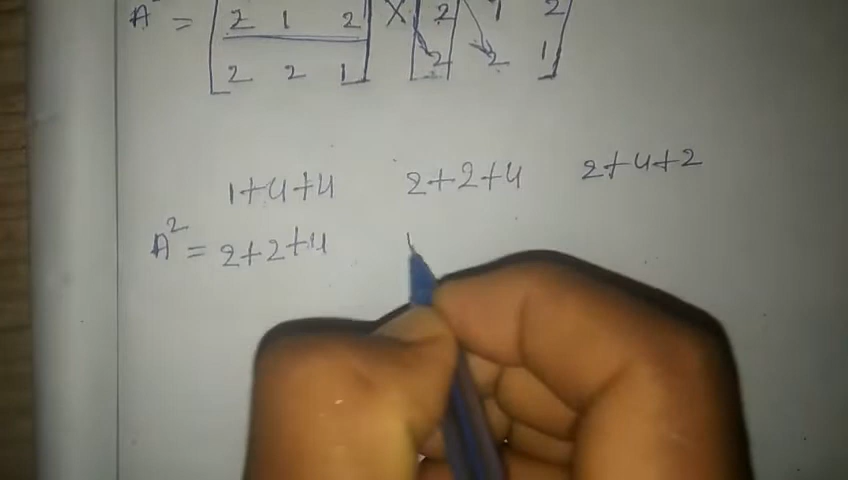 A² = [ 2 1 2 ] × [ 2 1 2 ]
2 2 1 2 2 1
1+4+4 2+2+4 2+4+2
A² = 2+2+4